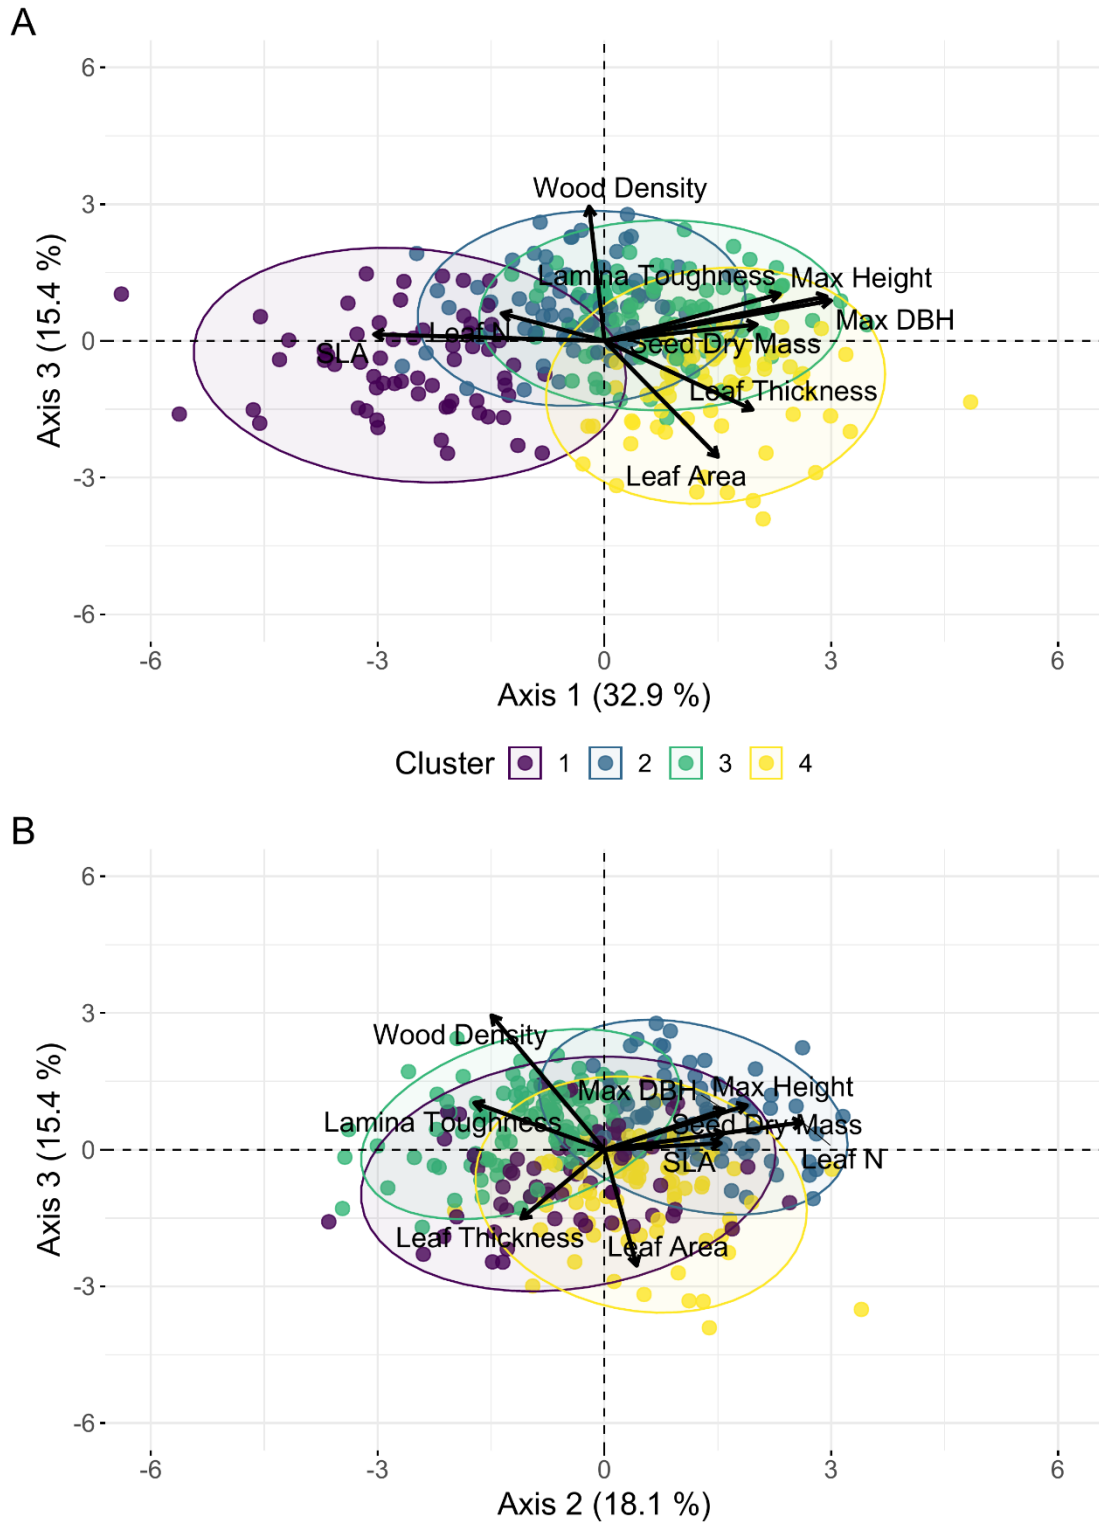 A
6
3
0
-3
-6
Axis 3 (15.4 %)
Wood Density
Lamina Toughness
Max Height
Max DBH
Leaf N
SLA
Seed Dry Mass
Leaf Thickness
Leaf Area
-6 -3 0 3 6
Axis 1 (32.9 %)
Cluster 1 2 3 4
B
6
3
0
-3
-6
Axis 3 (15.4 %)
Wood Density
Max DBH
Max Height
Lamina Toughness
Seed Dry Mass
SLA
Leaf N
Leaf Thickness
Leaf Area
-6 -3 0 3 6
Axis 2 (18.1 %)